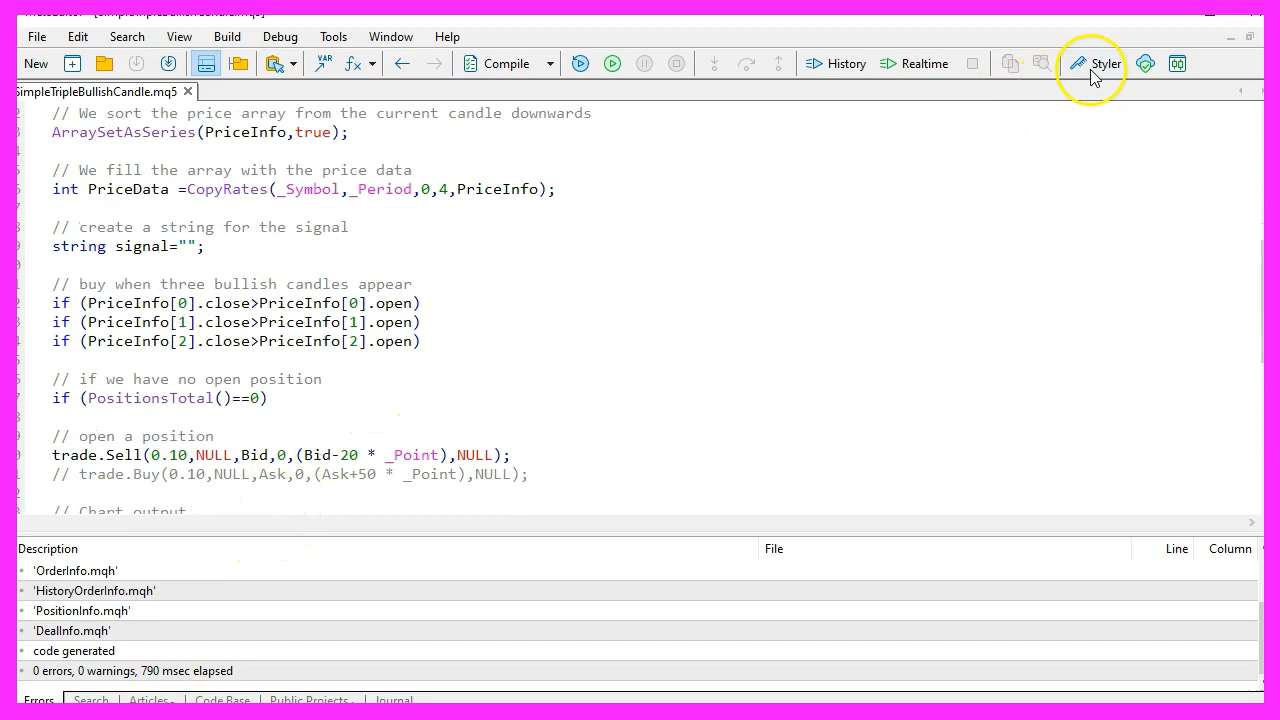 File Edit Search View Build Debug Tools Window Help
New VAR fx Compile History Realtime Styler
SimpleTripleBullishCandle.mq5
// We sort the price array from the current candle downwards
ArraySetAsSeries(PriceInfo,true);
// We fill the array with the price data
int PriceData =CopyRates(_Symbol,_Period,0,4,PriceInfo);
// create a string for the signal
string signal="";
// buy when three bullish candles appear
if (PriceInfo[0].close>PriceInfo[0].open)
if (PriceInfo[1].close>PriceInfo[1].open)
if (PriceInfo[2].close>PriceInfo[2].open)
// if we have no open position
if (PositionsTotal()==0)
// open a position
trade.Sell(0.10,NULL,Bid,0,(Bid-20 * _Point),NULL);
// trade.Buy(0.10,NULL,Ask,0,(Ask+50 * _Point),NULL);
// Chart output
Description File Line Column
'OrderInfo.mqh'
'HistoryOrderInfo.mqh'
'PositionInfo.mqh'
'DealInfo.mqh'
code generated
0 errors, 0 warnings, 790 msec elapsed
Errors Search Articles Code Base Public Projects Journal